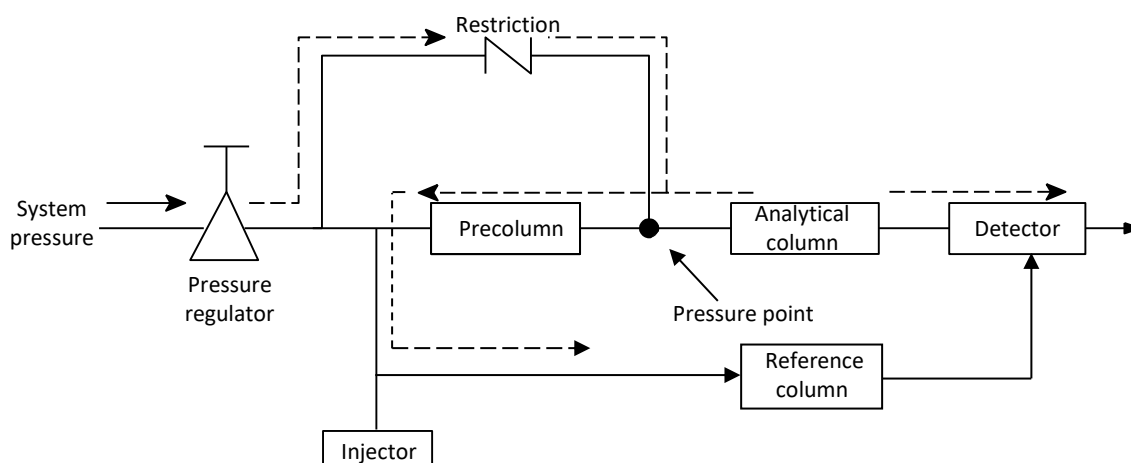 Restriction
System
pressure
Pressure
regulator
Precolumn
Analytical
column
Detector
Pressure point
Reference
column
Injector